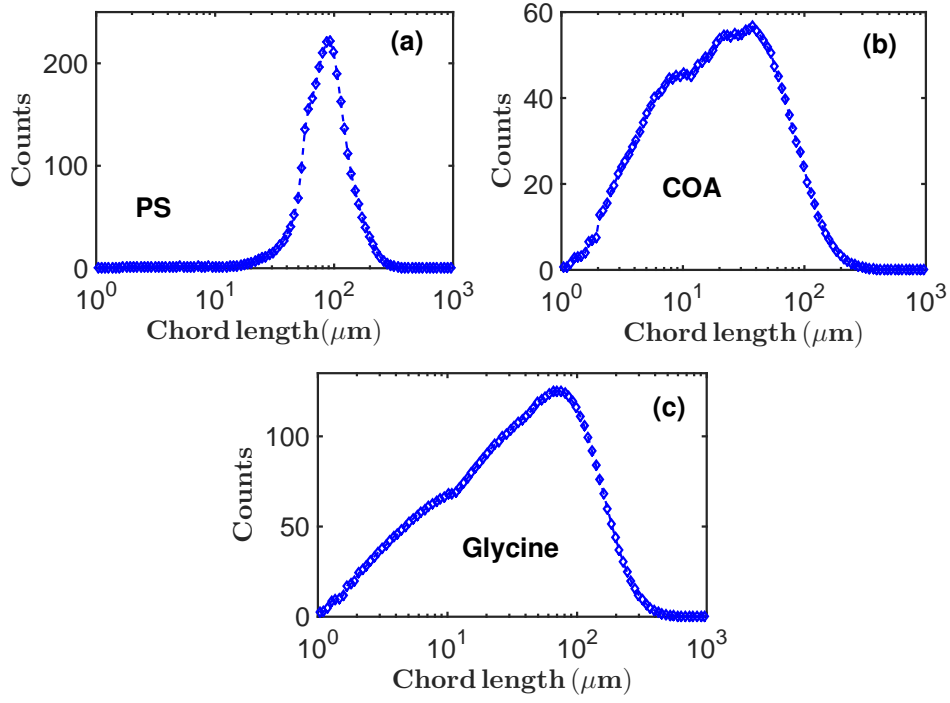 (a)
200
100
0
Counts
PS
10^0 10^1 10^2 10^3
Chord length (μm)
(b)
60
40
20
0
Counts
COA
10^0 10^1 10^2 10^3
Chord length (μm)
(c)
100
50
0
Counts
Glycine
10^0 10^1 10^2 10^3
Chord length (μm)